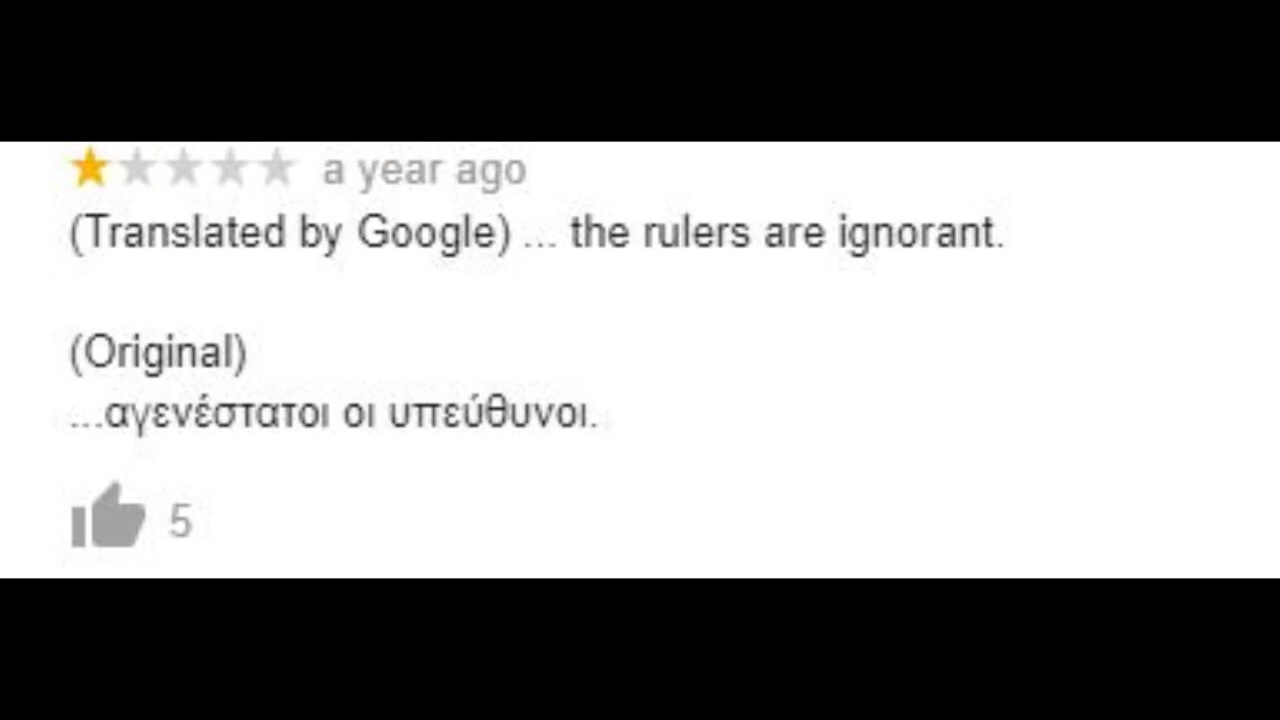 a year ago
(Translated by Google) ... the rulers are ignorant.
(Original)
...αγενέστατοι οι υπεύθυνοι.
5